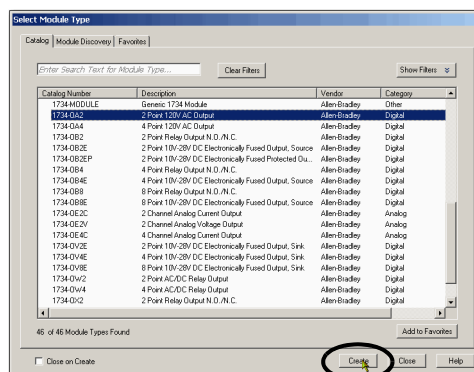 Select Module Type
Catalog Module Discovery Favorites
Enter Search Text for Module Type...
Clear Filters
Show Filters
Catalog Number Description Vendor Category
1734-MODULE Generic 1734 Module Allen-Bradley Other
1734-OA2 2 Point 120V AC Output Allen-Bradley Digital
1734-OA4 4 Point 120V AC Output Allen-Bradley Digital
1734-OB2 2 Point Relay Output N.O./N.C. Allen-Bradley Digital
1734-OB2E 2 Point 10V-28V DC Electronically Fused Output, Source Allen-Bradley Digital
1734-OB2EP 2 Point 10V-28V DC Electronically Fused Protected Ou... Allen-Bradley Digital
1734-OB4 4 Point Relay Output N.O./N.C. Allen-Bradley Digital
1734-OB4E 4 Point 10V-28V DC Electronically Fused Output, Source Allen-Bradley Digital
1734-OB8 8 Point Relay Output N.O./N.C. Allen-Bradley Digital
1734-OB8E 8 Point 10V-28V DC Electronically Fused Output, Source Allen-Bradley Digital
1734-OE2C 2 Channel Analog Current Output Allen-Bradley Analog
1734-OE2V 2 Channel Analog Voltage Output Allen-Bradley Analog
1734-OE4C 4 Channel Analog Current Output Allen-Bradley Analog
1734-OV2E 2 Point 10V-28V DC Electronically Fused Output, Sink Allen-Bradley Digital
1734-OV4E 4 Point 10V-28V DC Electronically Fused Output, Sink Allen-Bradley Digital
1734-OV8E 8 Point 10V-28V DC Electronically Fused Output, Sink Allen-Bradley Digital
1734-OW2 2 Point AC/DC Relay Output Allen-Bradley Digital
1734-OW4 4 Point AC/DC Relay Output Allen-Bradley Digital
1734-OX2 2 Point Relay Output N.O./N.C. Allen-Bradley Digital
46 of 46 Module Types Found
Add to Favorites
Close on Create
Create Close Help